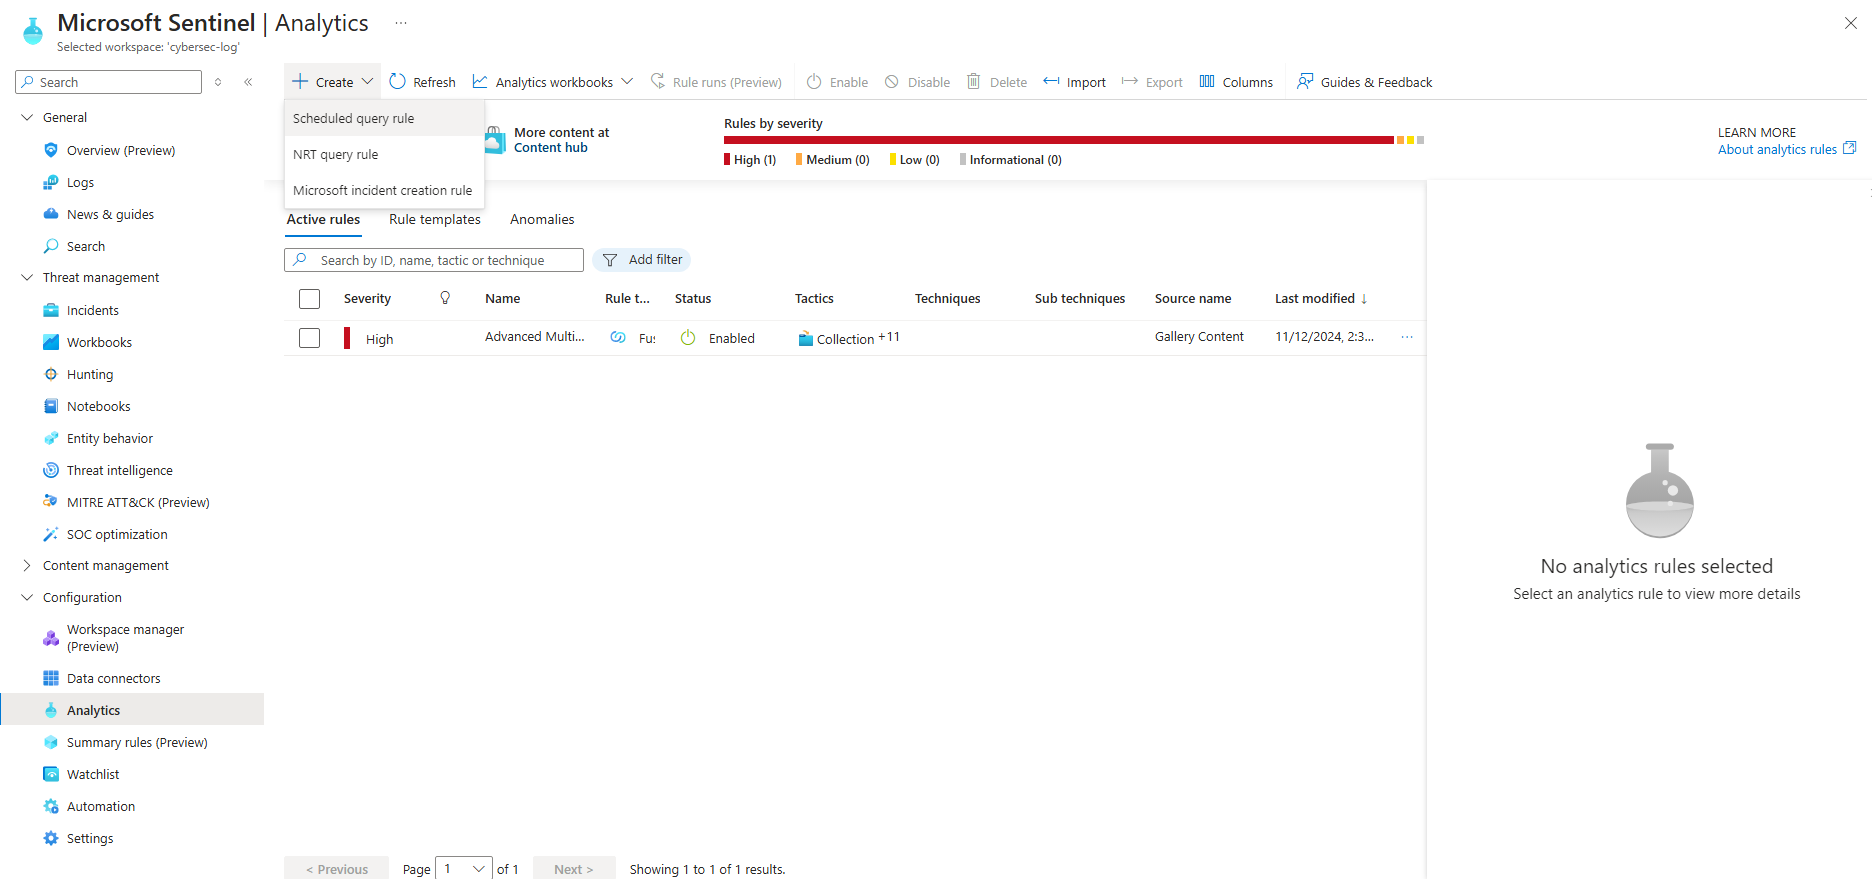 Microsoft Sentinel | Analytics ...
Selected workspace: 'cybersec-log'
Search
General
Overview (Preview)
Logs
News & guides
Search
Threat management
Incidents
Workbooks
Hunting
Notebooks
Entity behavior
Threat intelligence
MITRE ATT&CK (Preview)
SOC optimization
Content management
Configuration
Workspace manager
(Preview)
Data connectors
Analytics
Summary rules (Preview)
Watchlist
Automation
Settings
Create Refresh Analytics workbooks Rule runs (Preview) Enable Disable Delete Import Export Columns Guides & Feedback
Scheduled query rule
NRT query rule
Microsoft incident creation rule
More content at
Content hub
Rules by severity
High (1) Medium (0) Low (0) Informational (0)
LEARN MORE
About analytics rules
Active rules Rule templates Anomalies
Search by ID, name, tactic or technique Add filter
Severity Name Rule t... Status Tactics Techniques Sub techniques Source name Last modified ↓
High Advanced Multi... Fus Enabled Collection +11 Gallery Content 11/12/2024, 2:3... ...
No analytics rules selected
Select an analytics rule to view more details
< Previous Page 1 of 1 Next > Showing 1 to 1 of 1 results.